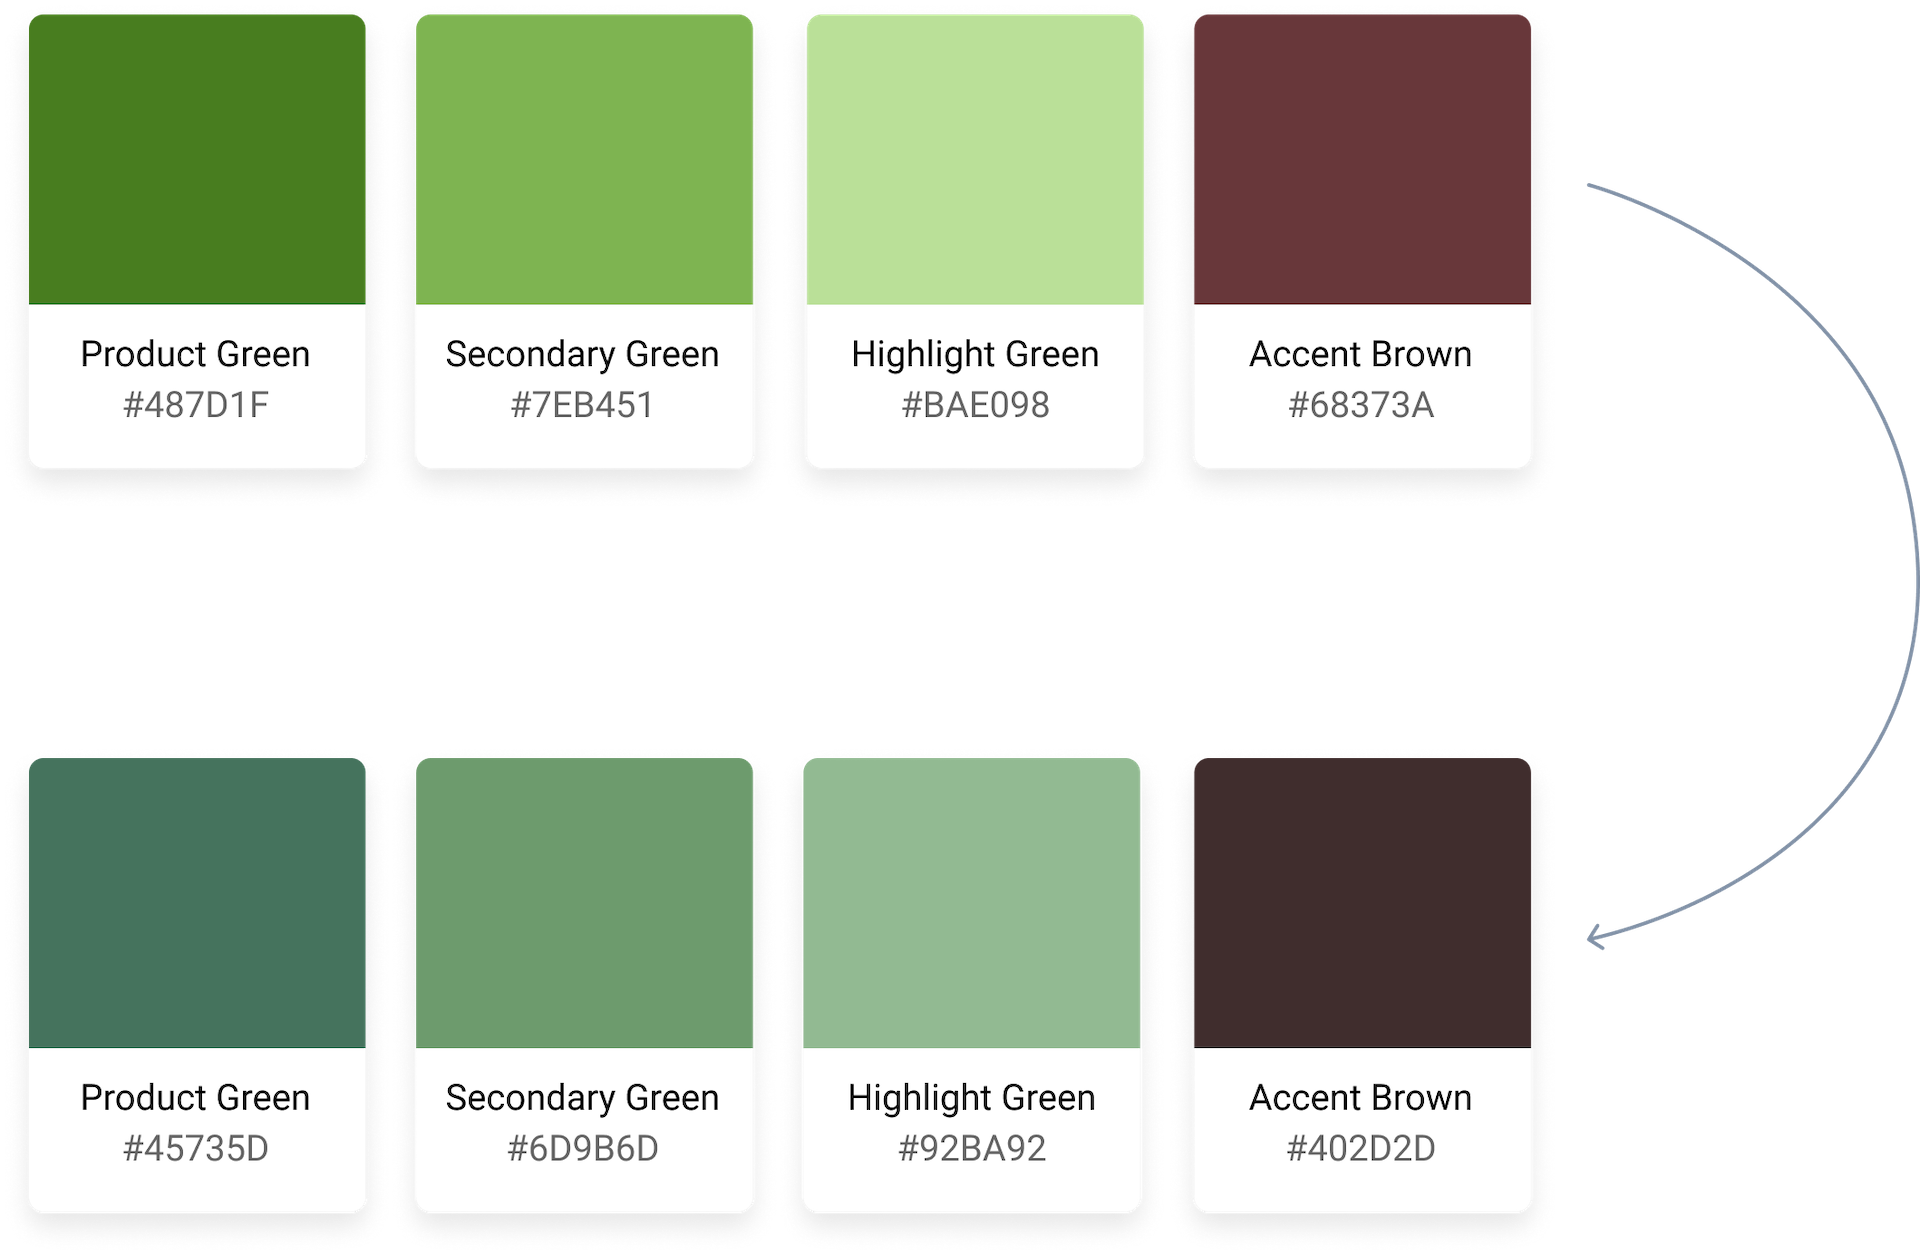 Product Green
#487D1F
Secondary Green
#7EB451
Highlight Green
#BAE098
Accent Brown
#68373A
Product Green
#45735D
Secondary Green
#6D9B6D
Highlight Green
#92BA92
Accent Brown
#402D2D